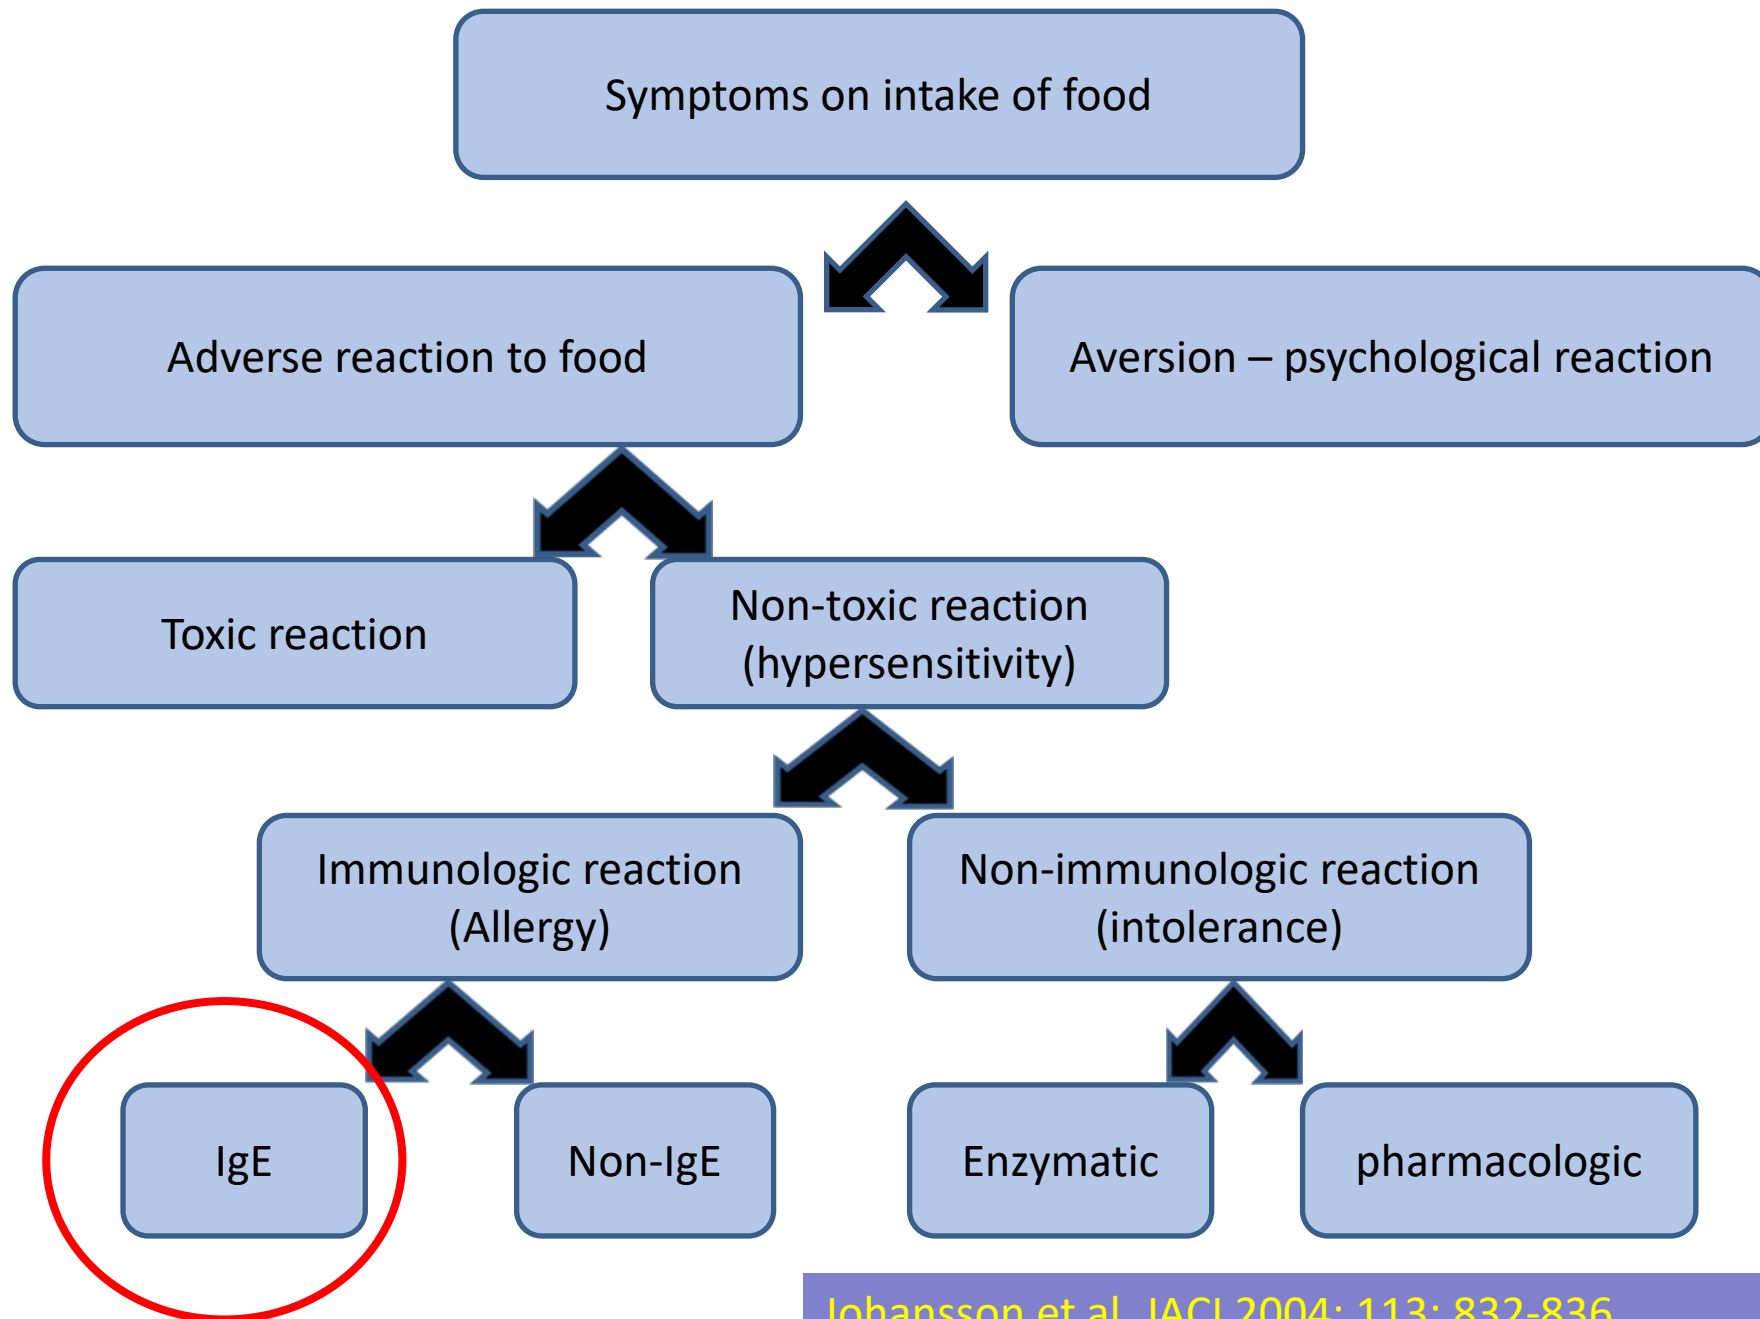 Symptoms on intake of food
Adverse reaction to food
Aversion – psychological reaction
Toxic reaction
Non-toxic reaction
(hypersensitivity)
Immunologic reaction
(Allergy)
Non-immunologic reaction
(intolerance)
IgE
Non-IgE
Enzymatic
pharmacologic
Johansson et al. JACI 2004; 113: 832-836